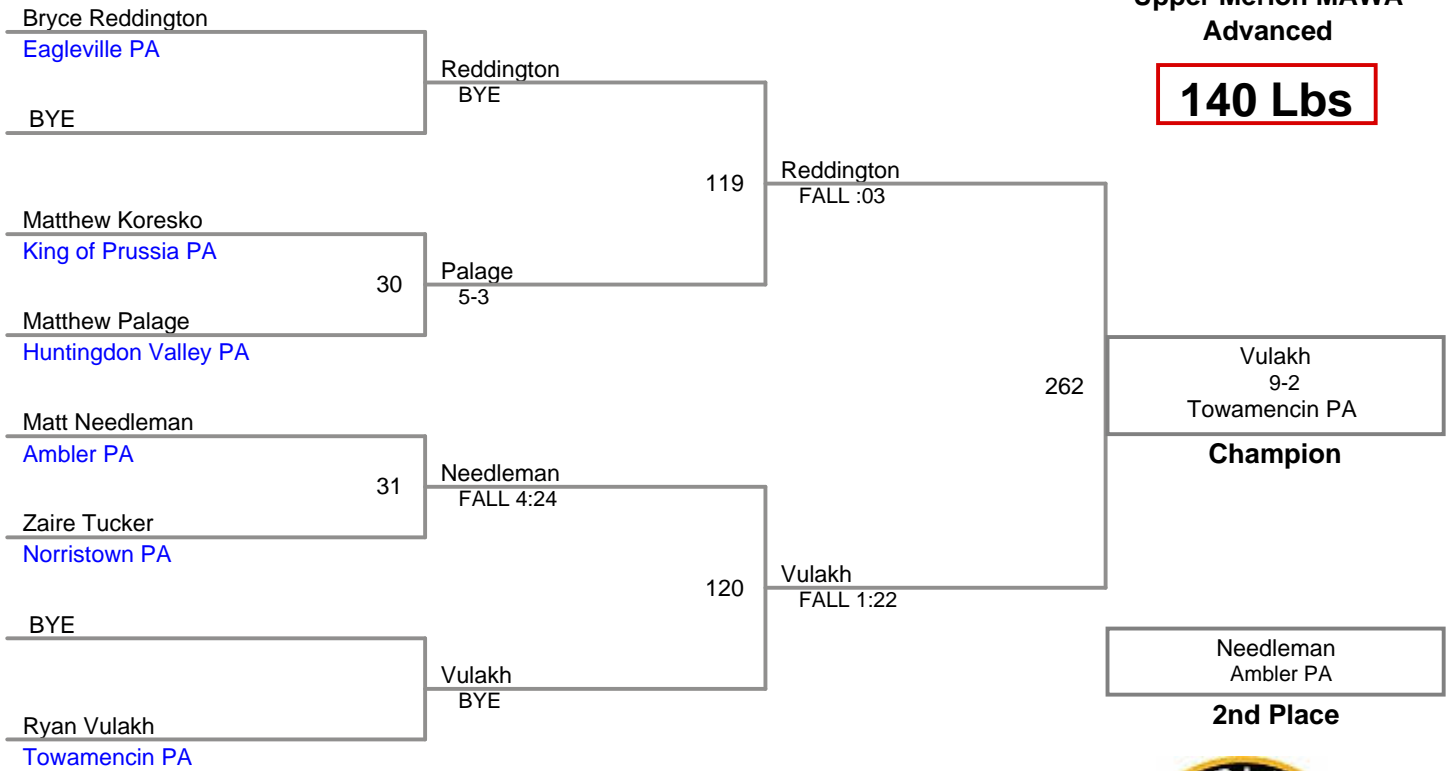 Upper Merion MAWA
Advanced
140 Lbs
Bryce Reddington
Eagleville PA
BYE
Reddington
BYE
Matthew Koresko
King of Prussia PA
30
Matthew Palage
Huntingdon Valley PA
Palage
5-3
119
Reddington
FALL :03
Matt Needleman
Ambler PA
31
Zaire Tucker
Norristown PA
Needleman
FALL 4:24
BYE
Ryan Vulakh
Towamencin PA
Vulakh
BYE
120
Vulakh
FALL 1:22
262
Vulakh
9-2
Towamencin PA
Champion
Needleman
Ambler PA
2nd Place